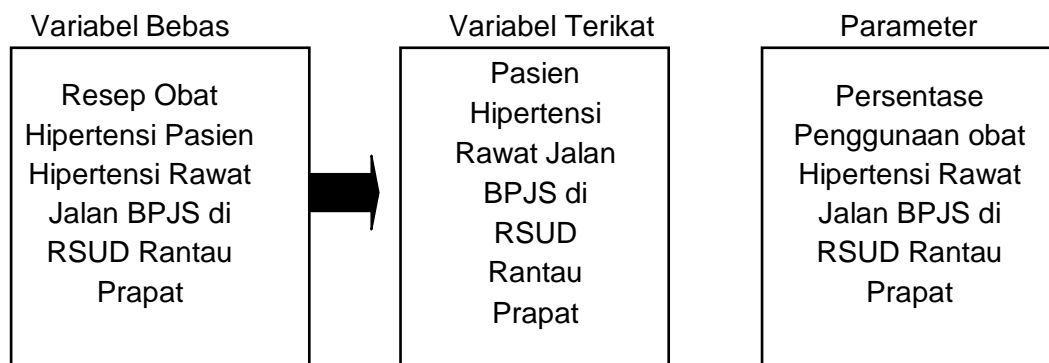 Variabel Bebas
Resep Obat
Hipertensi Pasien
Hipertensi Rawat
Jalan BPJS di
RSUD Rantau
Prapat
Variabel Terikat
Pasien
Hipertensi
Rawat Jalan
BPJS di
RSUD
Rantau
Prapat
Parameter
Persentase
Penggunaan obat
Hipertensi Rawat
Jalan BPJS di
RSUD Rantau
Prapat